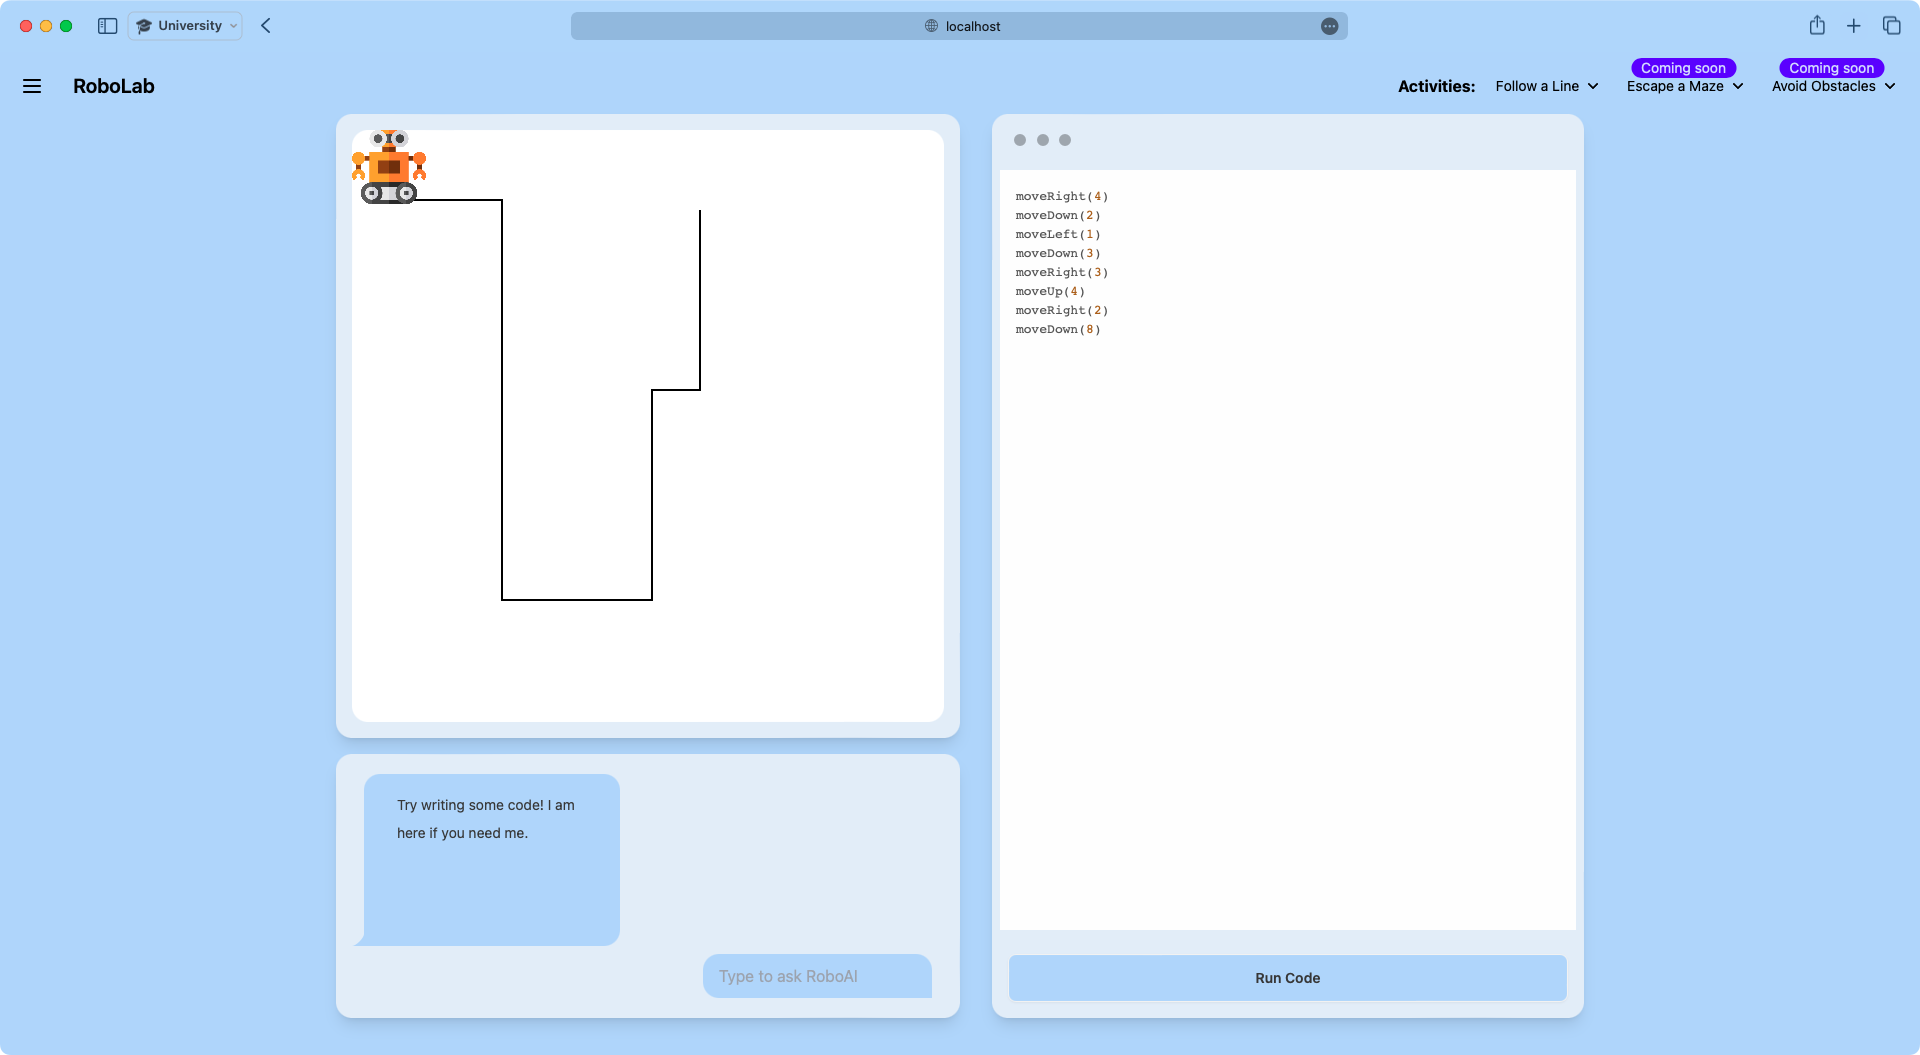 University
localhost
RoboLab
Activities:
Follow a Line
Coming soon
Escape a Maze
Coming soon
Avoid Obstacles
moveRight(4)
moveDown(2)
moveLeft(1)
moveDown(3)
moveRight(3)
moveUp(4)
moveRight(2)
moveDown(8)
Try writing some code! I am
here if you need me.
Type to ask RoboAI
Run Code